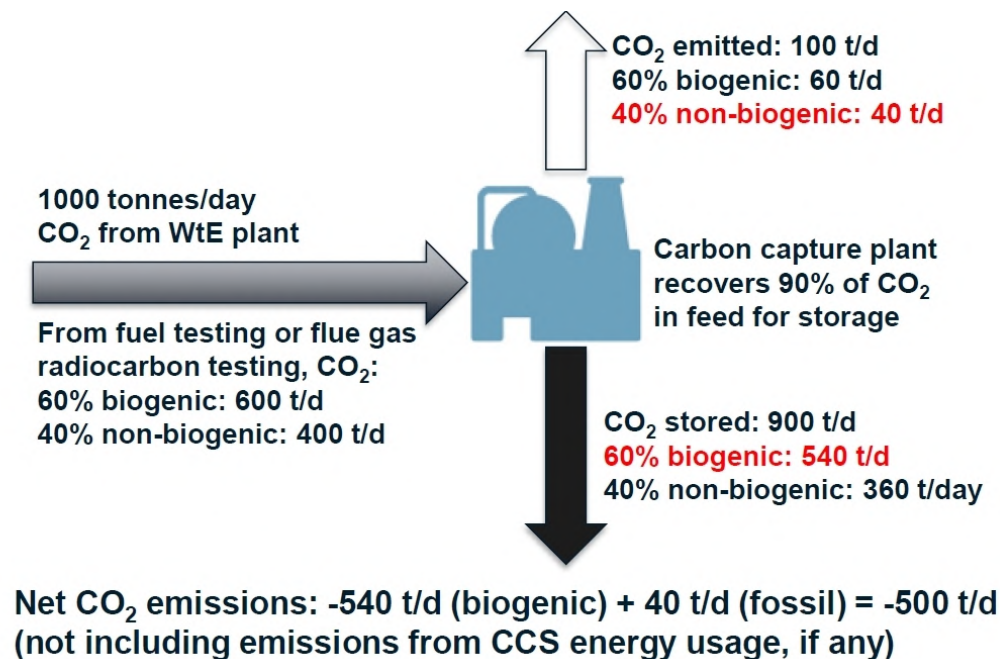 CO₂ emitted: 100 t/d
60% biogenic: 60 t/d
40% non-biogenic: 40 t/d
1000 tonnes/day
CO₂ from WtE plant
Carbon capture plant
recovers 90% of CO₂
in feed for storage
From fuel testing or flue gas
radiocarbon testing, CO₂:
60% biogenic: 600 t/d
40% non-biogenic: 400 t/d
CO₂ stored: 900 t/d
60% biogenic: 540 t/d
40% non-biogenic: 360 t/day
Net CO₂ emissions: -540 t/d (biogenic) + 40 t/d (fossil) = -500 t/d
(not including emissions from CCS energy usage, if any)